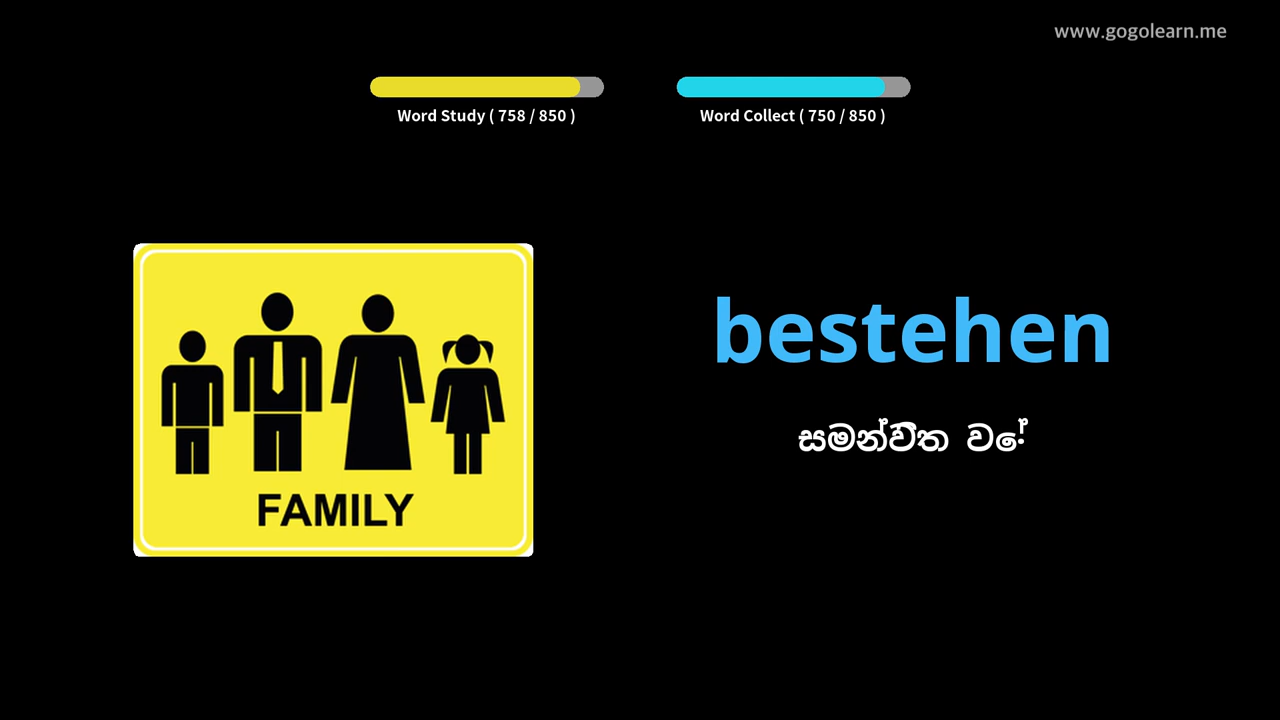 www.gogolearn.me
Word Study ( 758 / 850 )
Word Collect ( 750 / 850 )
bestehen
සමන්විත වේ.
FAMILY